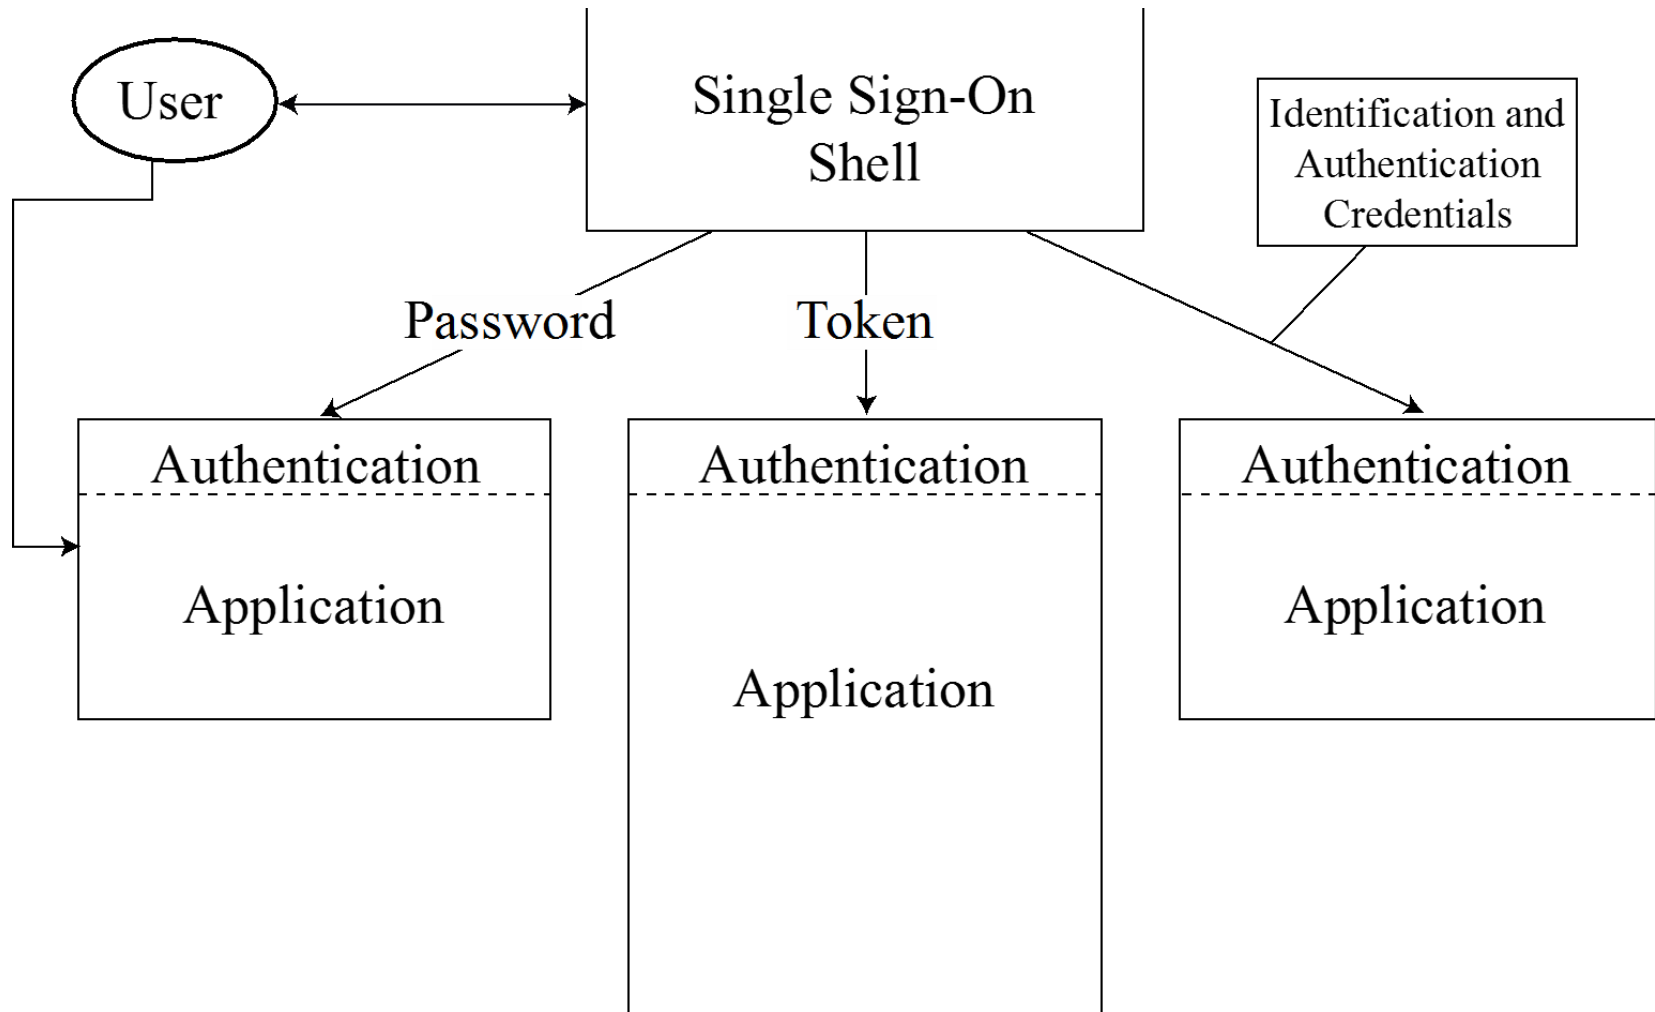 User
Single Sign-On
Shell
Identification and
Authentication
Credentials
Password
Token
Authentication
Application
Authentication
Application
Authentication
Application